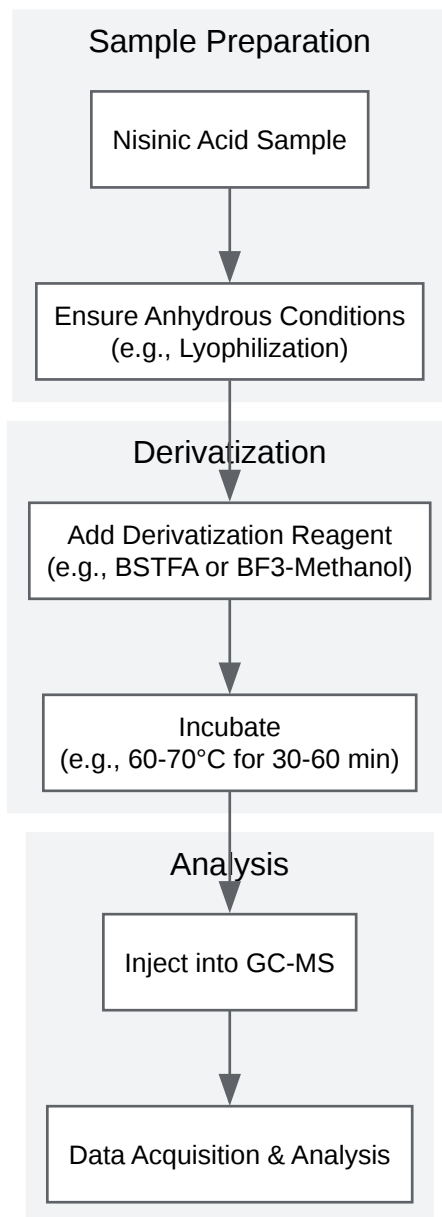 Sample Preparation
Nisinic Acid Sample
Ensure Anhydrous Conditions
(e.g., Lyophilization)
Derivatization
Add Derivatization Reagent
(e.g., BSTFA or BF3-Methanol)
Incubate
(e.g., 60-70°C for 30-60 min)
Analysis
Inject into GC-MS
Data Acquisition & Analysis